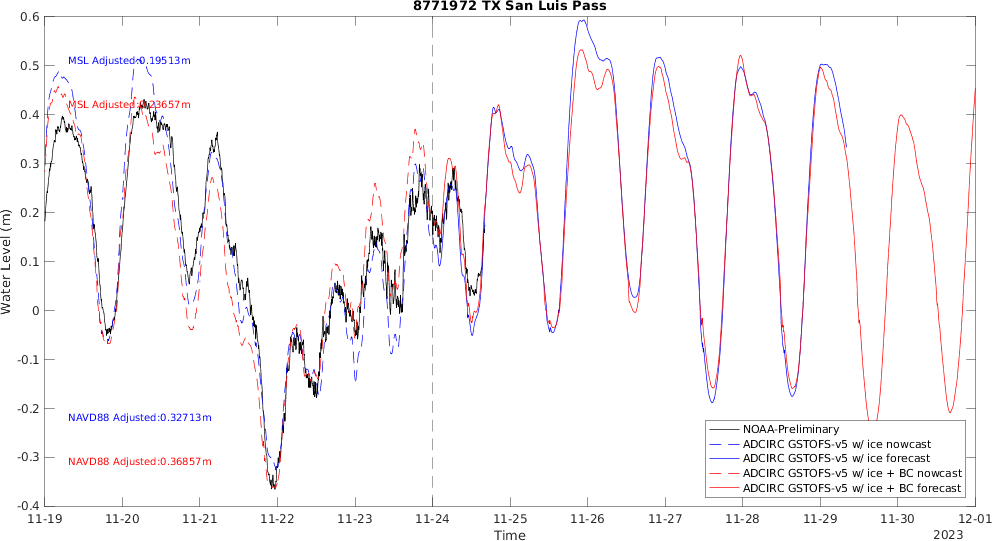 8771972 TX San Luis Pass
0.6
0.5
0.4
0.3
0.2
0.1
0
-0.1
-0.2
-0.3
-0.4
Water Level (m)
MSL Adjusted:0.19513m
MSL Adjusted:0.23657m
NAVD88 Adjusted:0.32713m
NAVD88 Adjusted:0.36857m
NOAA-Preliminary
ADCIRC GSTOFS-v5 w/ ice nowcast
ADCIRC GSTOFS-v5 w/ ice forecast
ADCIRC GSTOFS-v5 w/ ice + BC nowcast
ADCIRC GSTOFS-v5 w/ ice + BC forecast
11-19 11-20 11-21 11-22 11-23 11-24 11-25 11-26 11-27 11-28 11-29 11-30 12-01
Time
2023